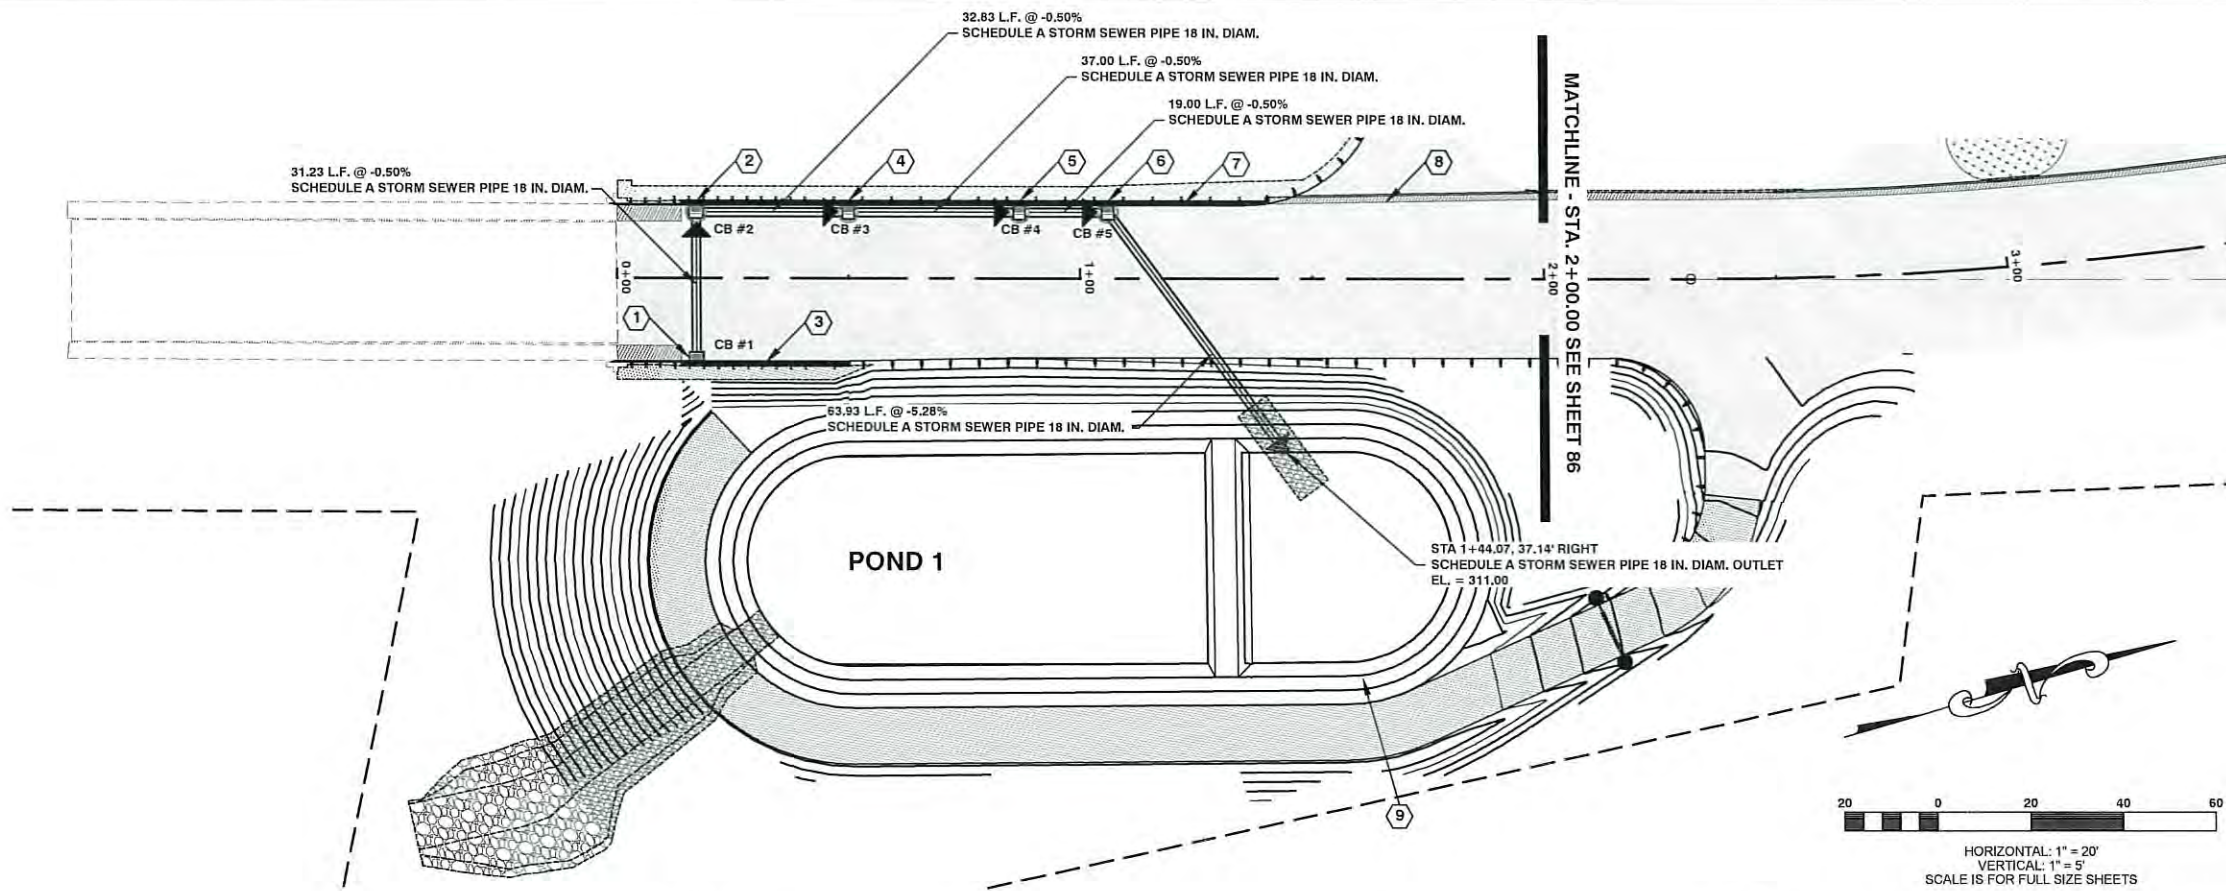 32.83 L.F. @ -0.50%
SCHEDULE A STORM SEWER PIPE 18 IN. DIAM.
37.00 L.F. @ -0.50%
SCHEDULE A STORM SEWER PIPE 18 IN. DIAM.
19.00 L.F. @ -0.50%
SCHEDULE A STORM SEWER PIPE 18 IN. DIAM.
31.23 L.F. @ -0.50%
SCHEDULE A STORM SEWER PIPE 18 IN. DIAM.
2
4
5
6
7
8
MATCHLINE - STA. 2+00.00 SEE SHEET 86
CB #2
CB #3
CB #4
CB #5
0+00
1+00
2+00
3+00
1
3
CB #1
63.93 L.F. @ -5.28%
SCHEDULE A STORM SEWER PIPE 18 IN. DIAM.
POND 1
STA 1+44.07, 37.14' RIGHT
SCHEDULE A STORM SEWER PIPE 18 IN. DIAM. OUTLET
EL. = 311.00
N
9
20 0 20 40 60
HORIZONTAL: 1" = 20'
VERTICAL: 1" = 5'
SCALE IS FOR FULL SIZE SHEETS